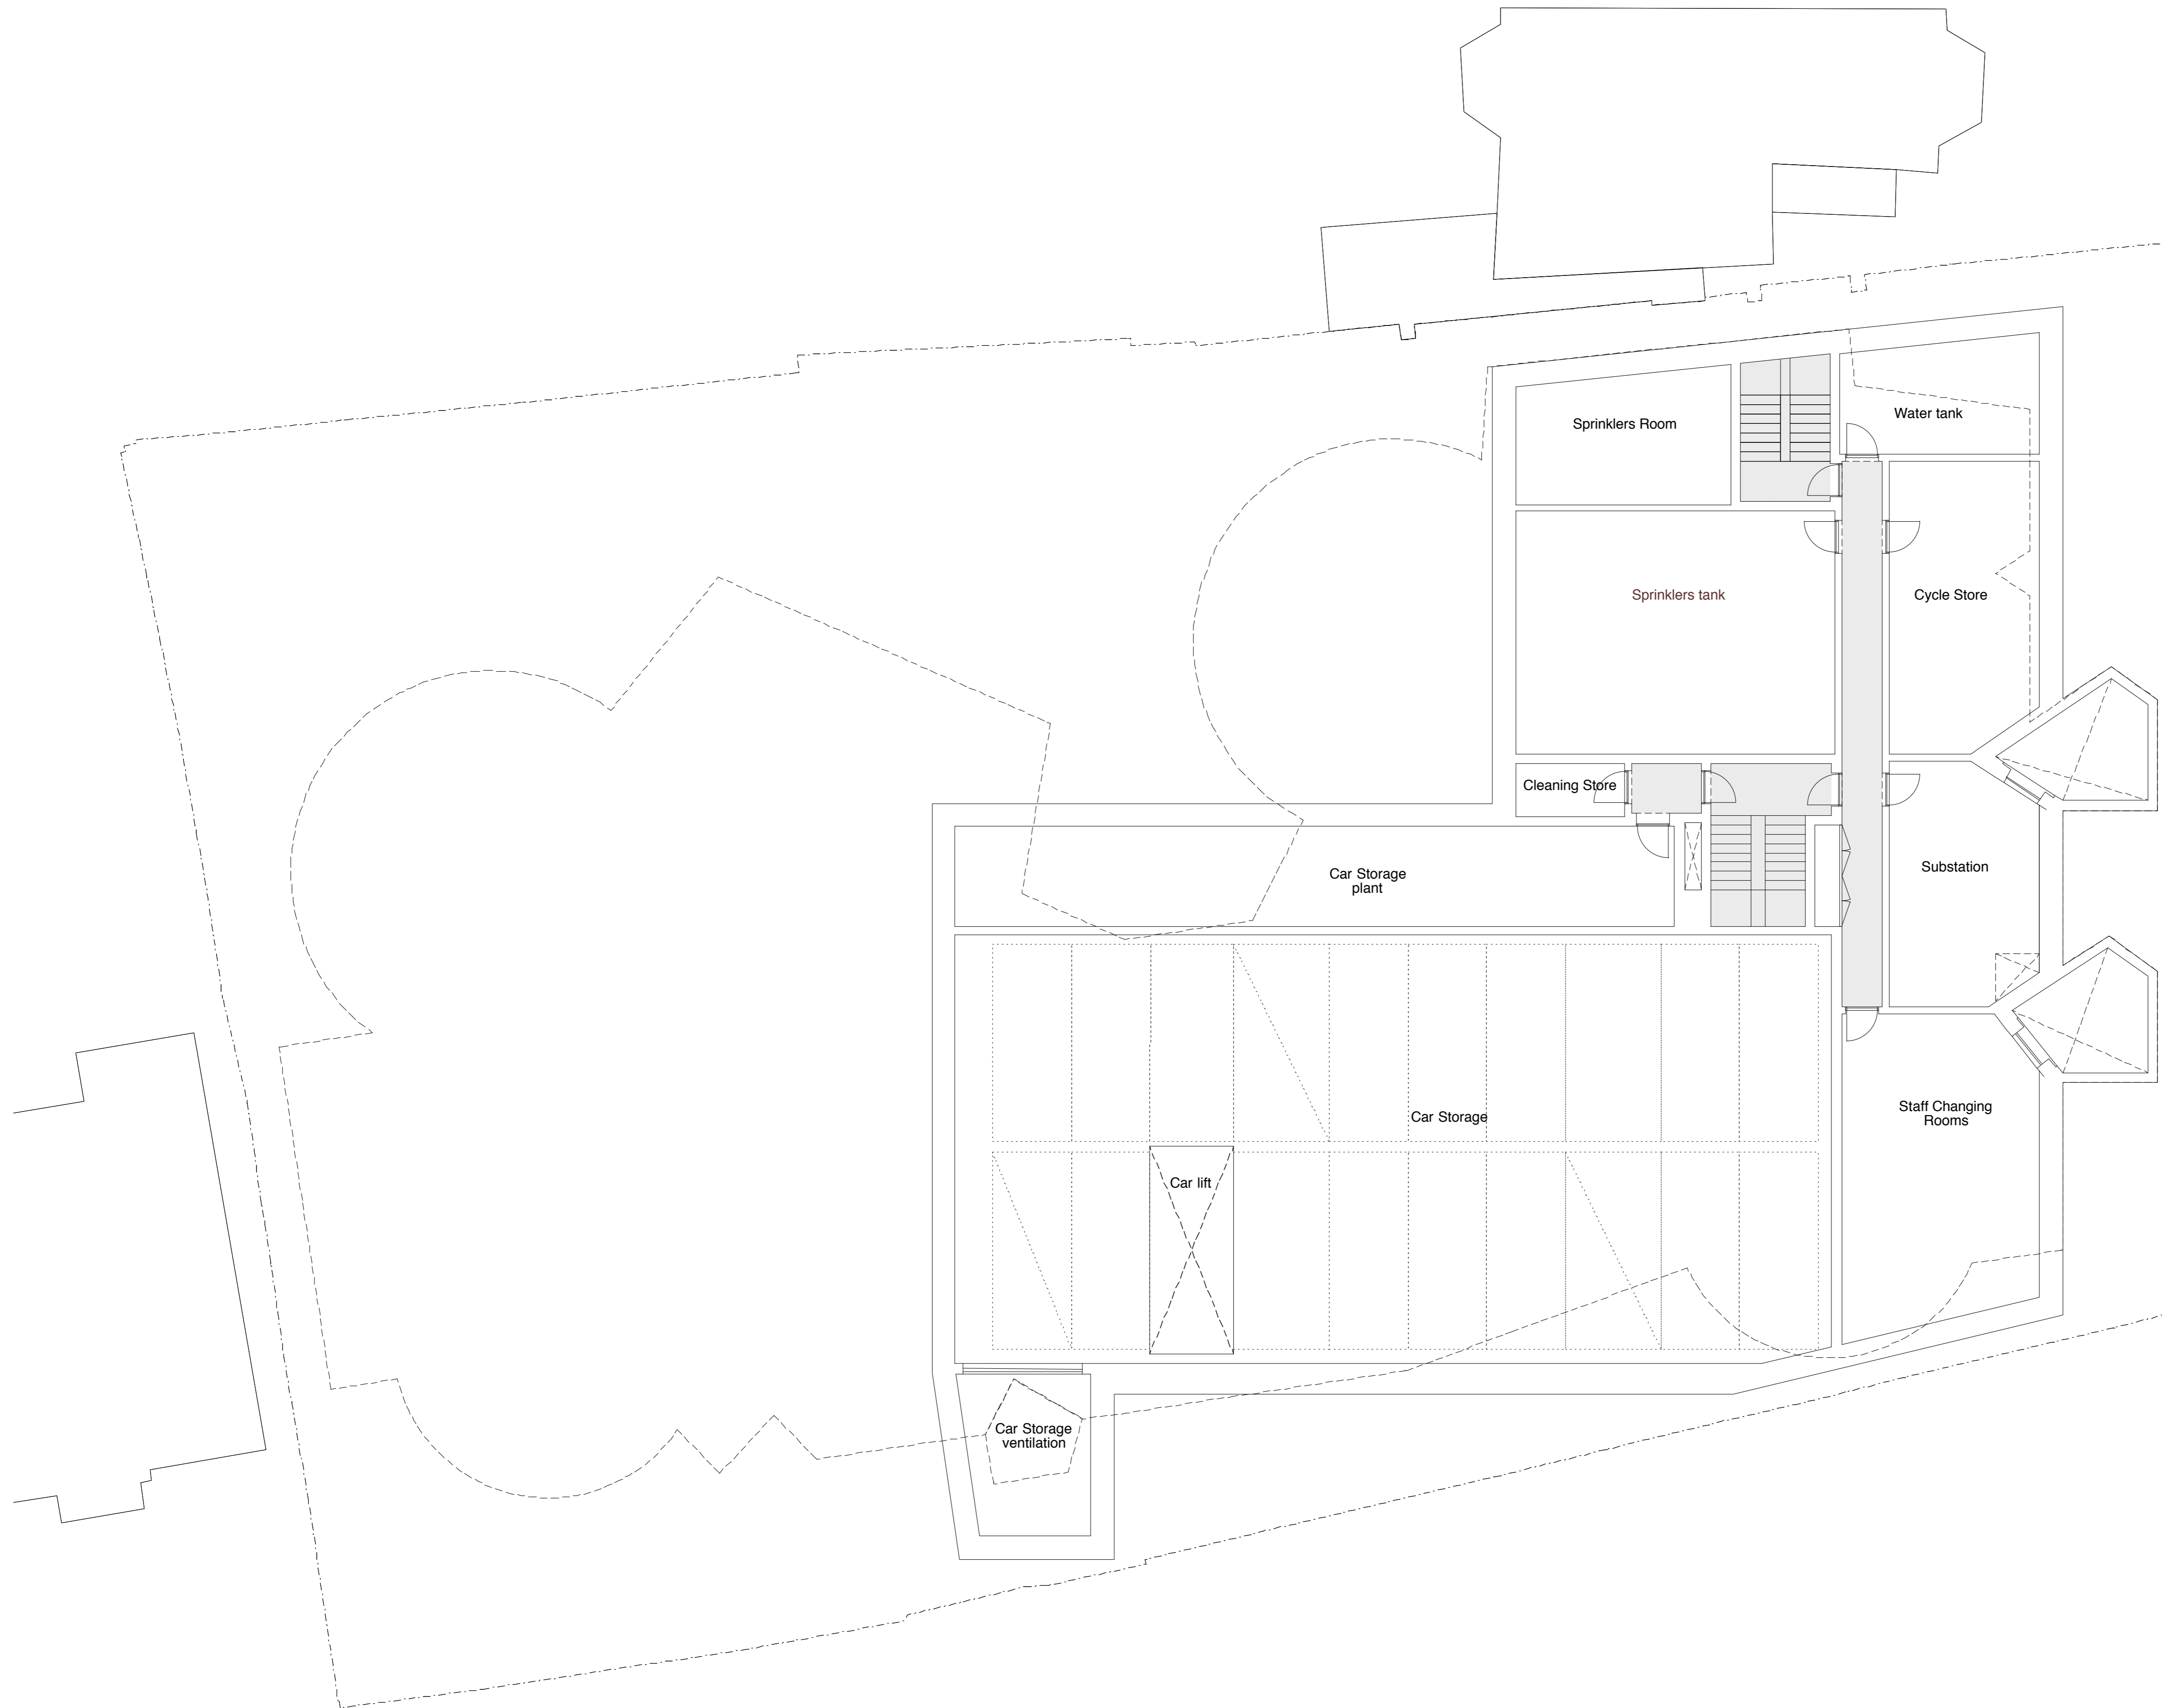 Water tank
Sprinklers Room
Sprinklers tank
Cycle Store
Cleaning Store
Substation
Car Storage
plant
Staff Changing
Rooms
Car Storage
Car lift
Car Storage
ventilation